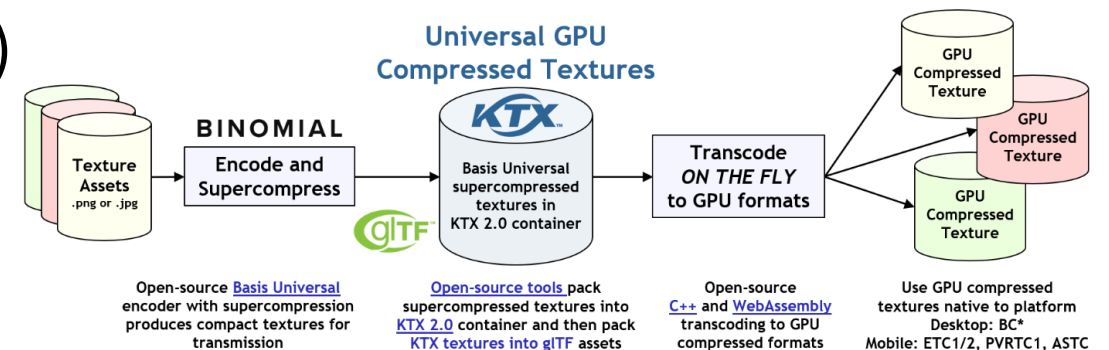 )
Universal GPU
Compressed Textures
Texture
Assets
.png or .jpg
BINOMIAL
Encode and
Supercompress
KTX™
Basis Universal
supercompressed
textures in
KTX 2.0 container
glTF™
Transcode
ON THE FLY
to GPU formats
GPU
Compressed
Texture
GPU
Compressed
Texture
GPU
Compressed
Texture
Open-source Basis Universal
encoder with supercompression
produces compact textures for
transmission
Open-source tools pack
supercompressed textures into
KTX 2.0 container and then pack
KTX textures into glTF assets
Open-source
C++ and WebAssembly
transcoding to GPU
compressed formats
Use GPU compressed
textures native to platform
Desktop: BC*
Mobile: ETC1/2, PVRTC1, ASTC